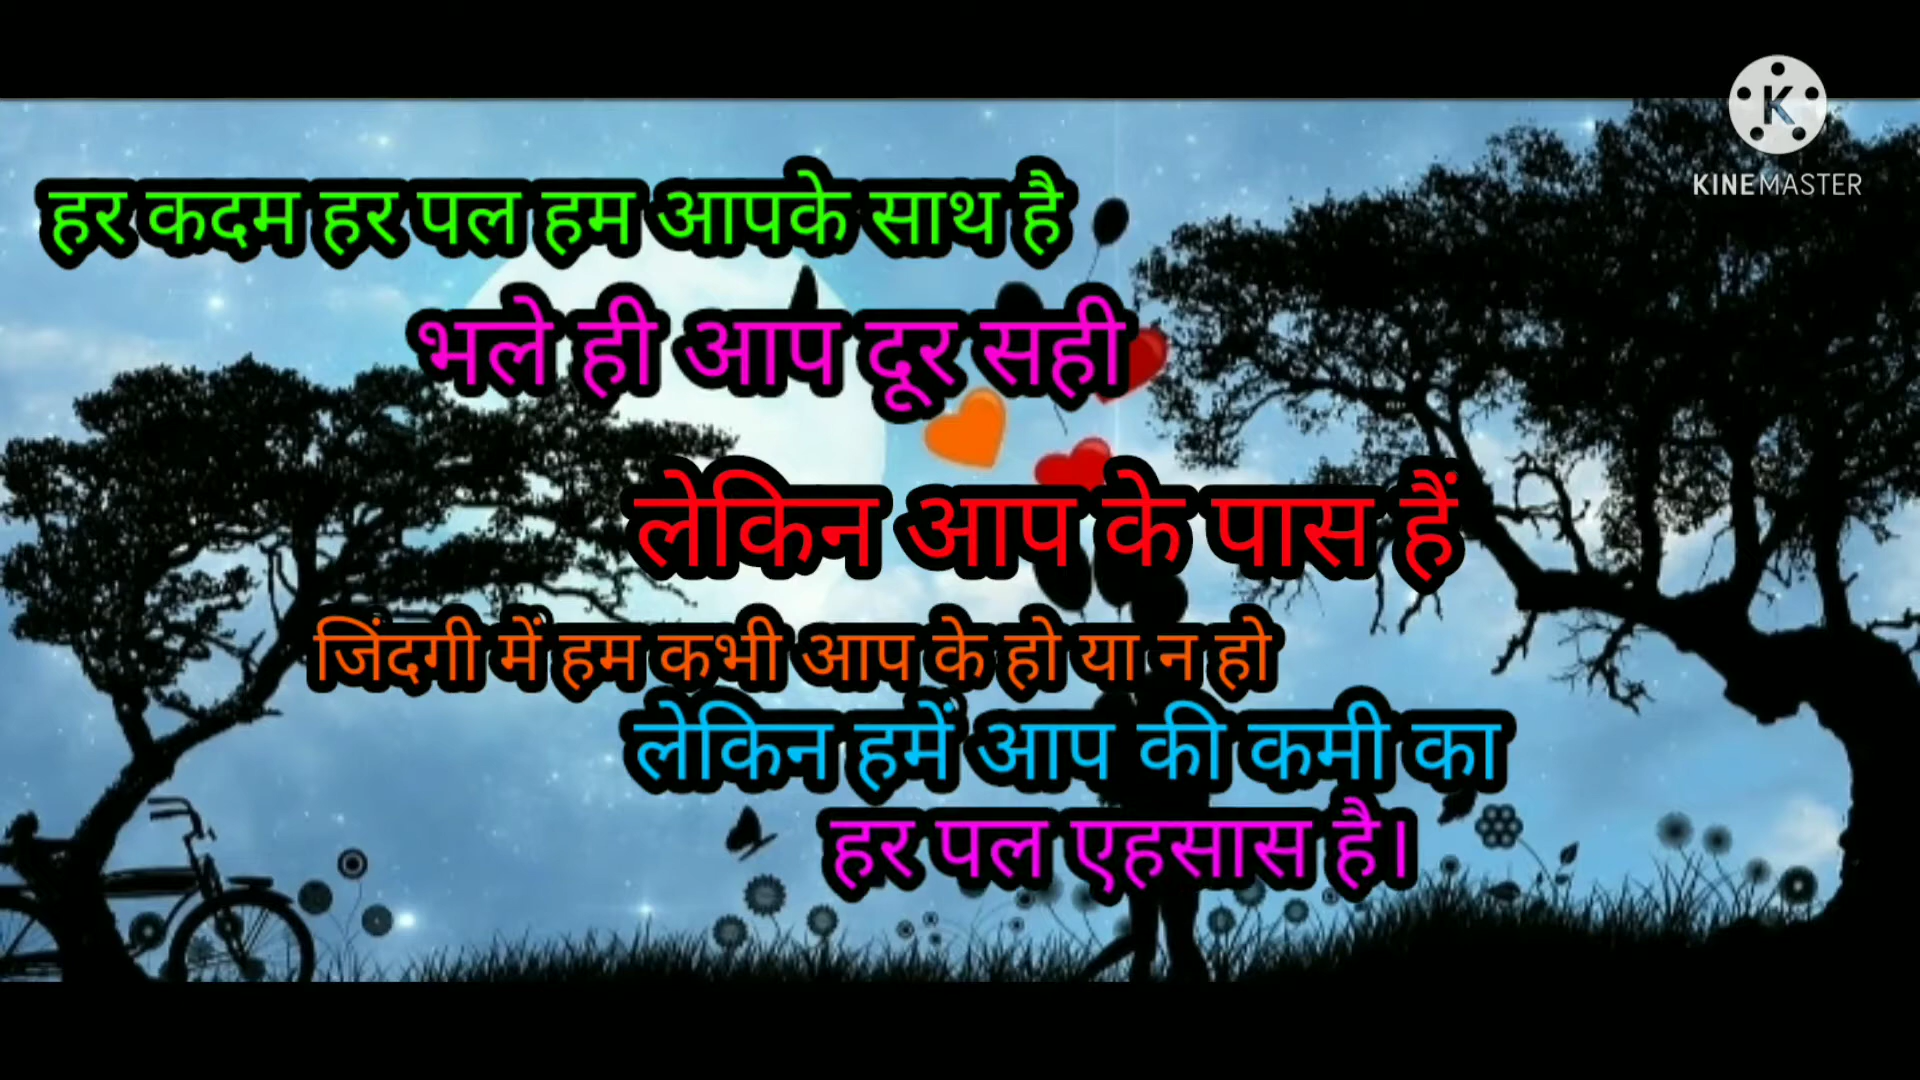 KINEMASTER
हर कदम हर पल हम आपके साथ है
भले ही आप दूर सही
लेकिन आप के पास हैं
जिंदगी में हम कभी आप के हो या न हो
लेकिन हमें आप की कमी का
हर पल एहसास है।